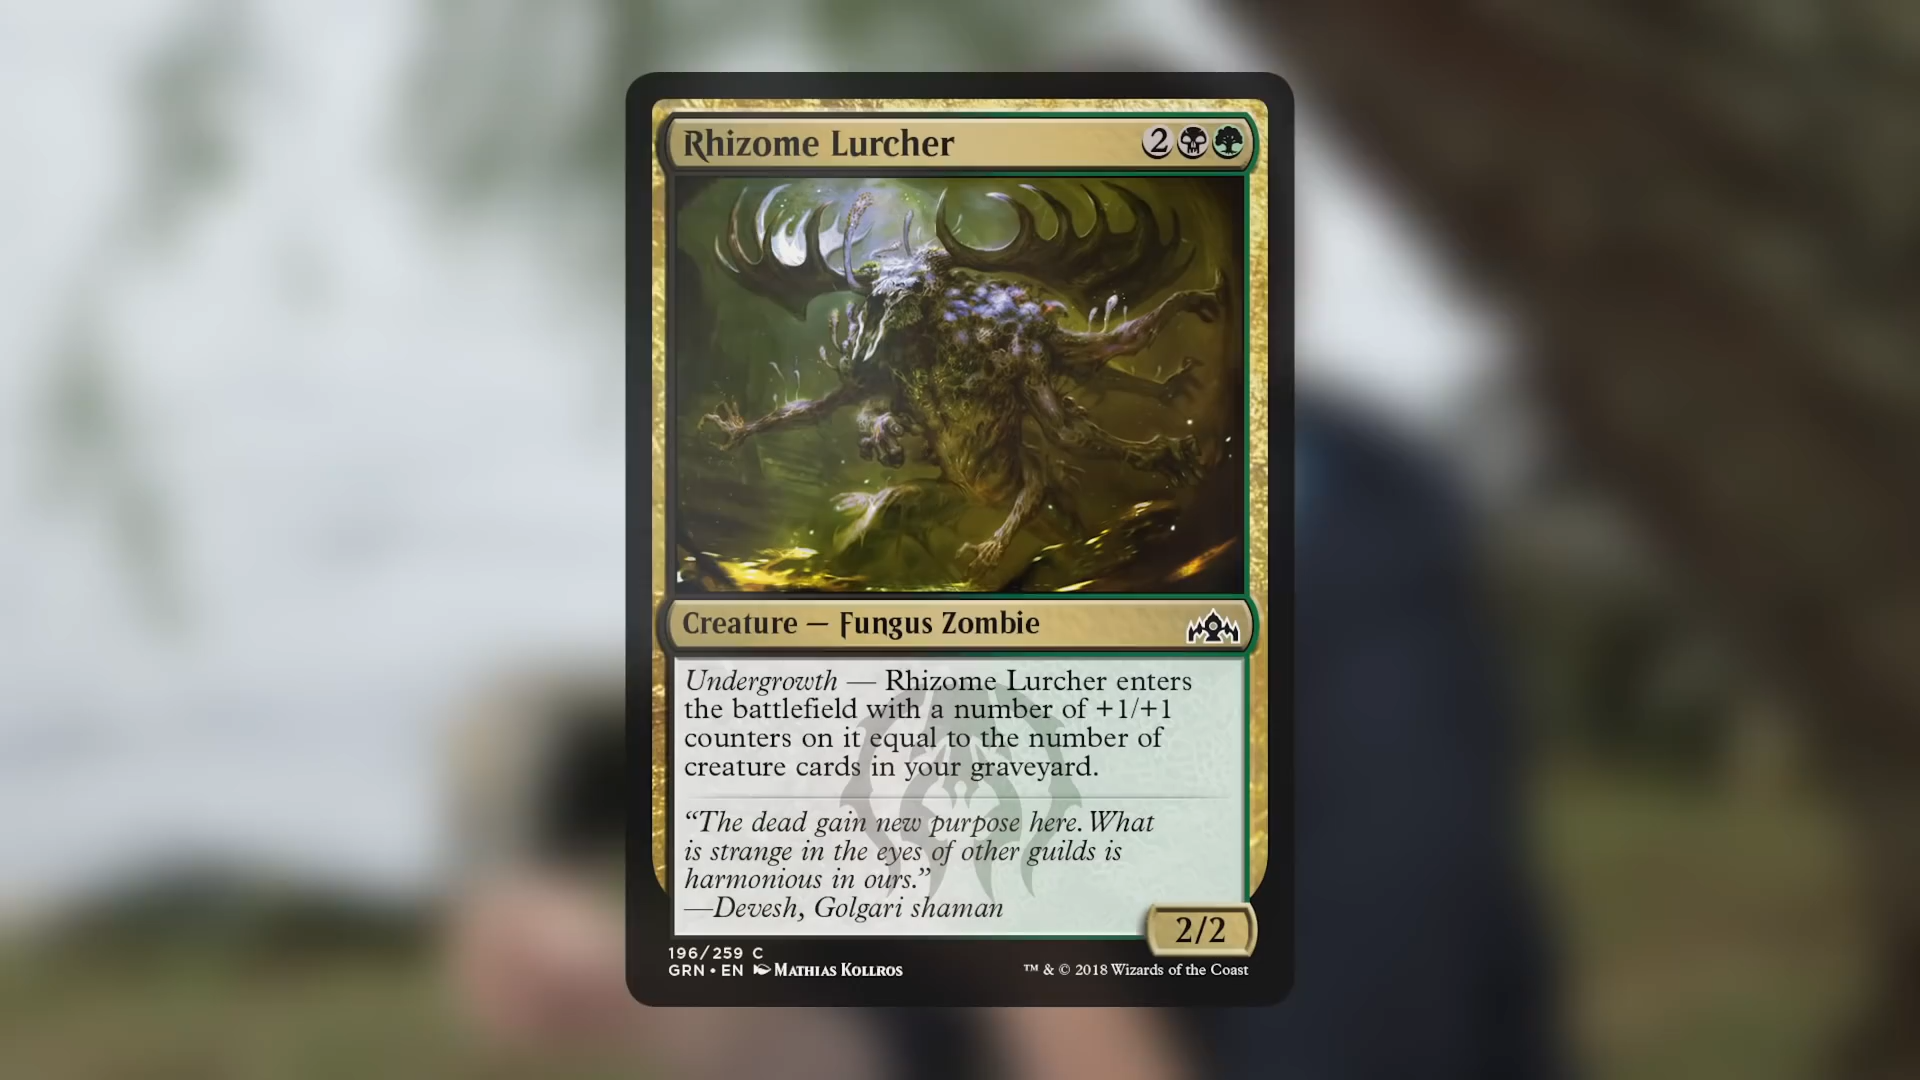 Rhizome Lurcher 2
Creature — Fungus Zombie
Undergrowth — Rhizome Lurcher enters
the battlefield with a number of +1/+1
counters on it equal to the number of
creature cards in your graveyard.
“The dead gain new purpose here. What
is strange in the eyes of other guilds is
harmonious in ours.”
—Devesh, Golgari shaman
2/2
196/259 C
GRN • EN Mathias Kollros
™ & © 2018 Wizards of the Coast